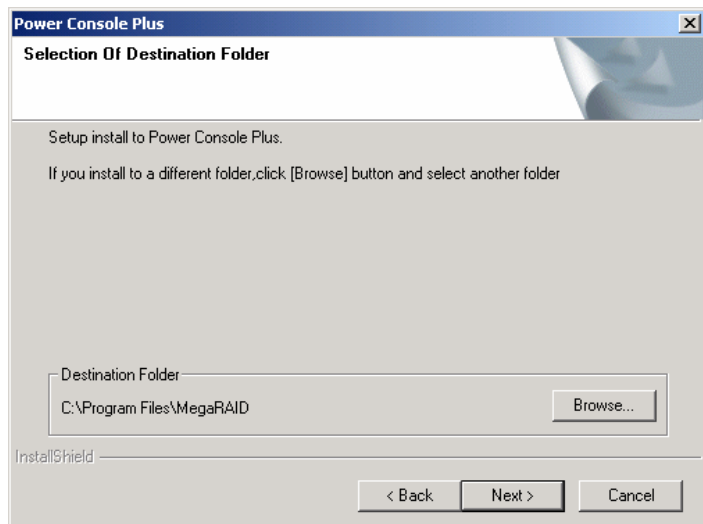 Power Console Plus
Selection Of Destination Folder
Setup install to Power Console Plus.
If you install to a different folder,click [Browse] button and select another folder
Destination Folder
C:\Program Files\MegaRAID
Browse...
InstallShield
< Back
Next >
Cancel